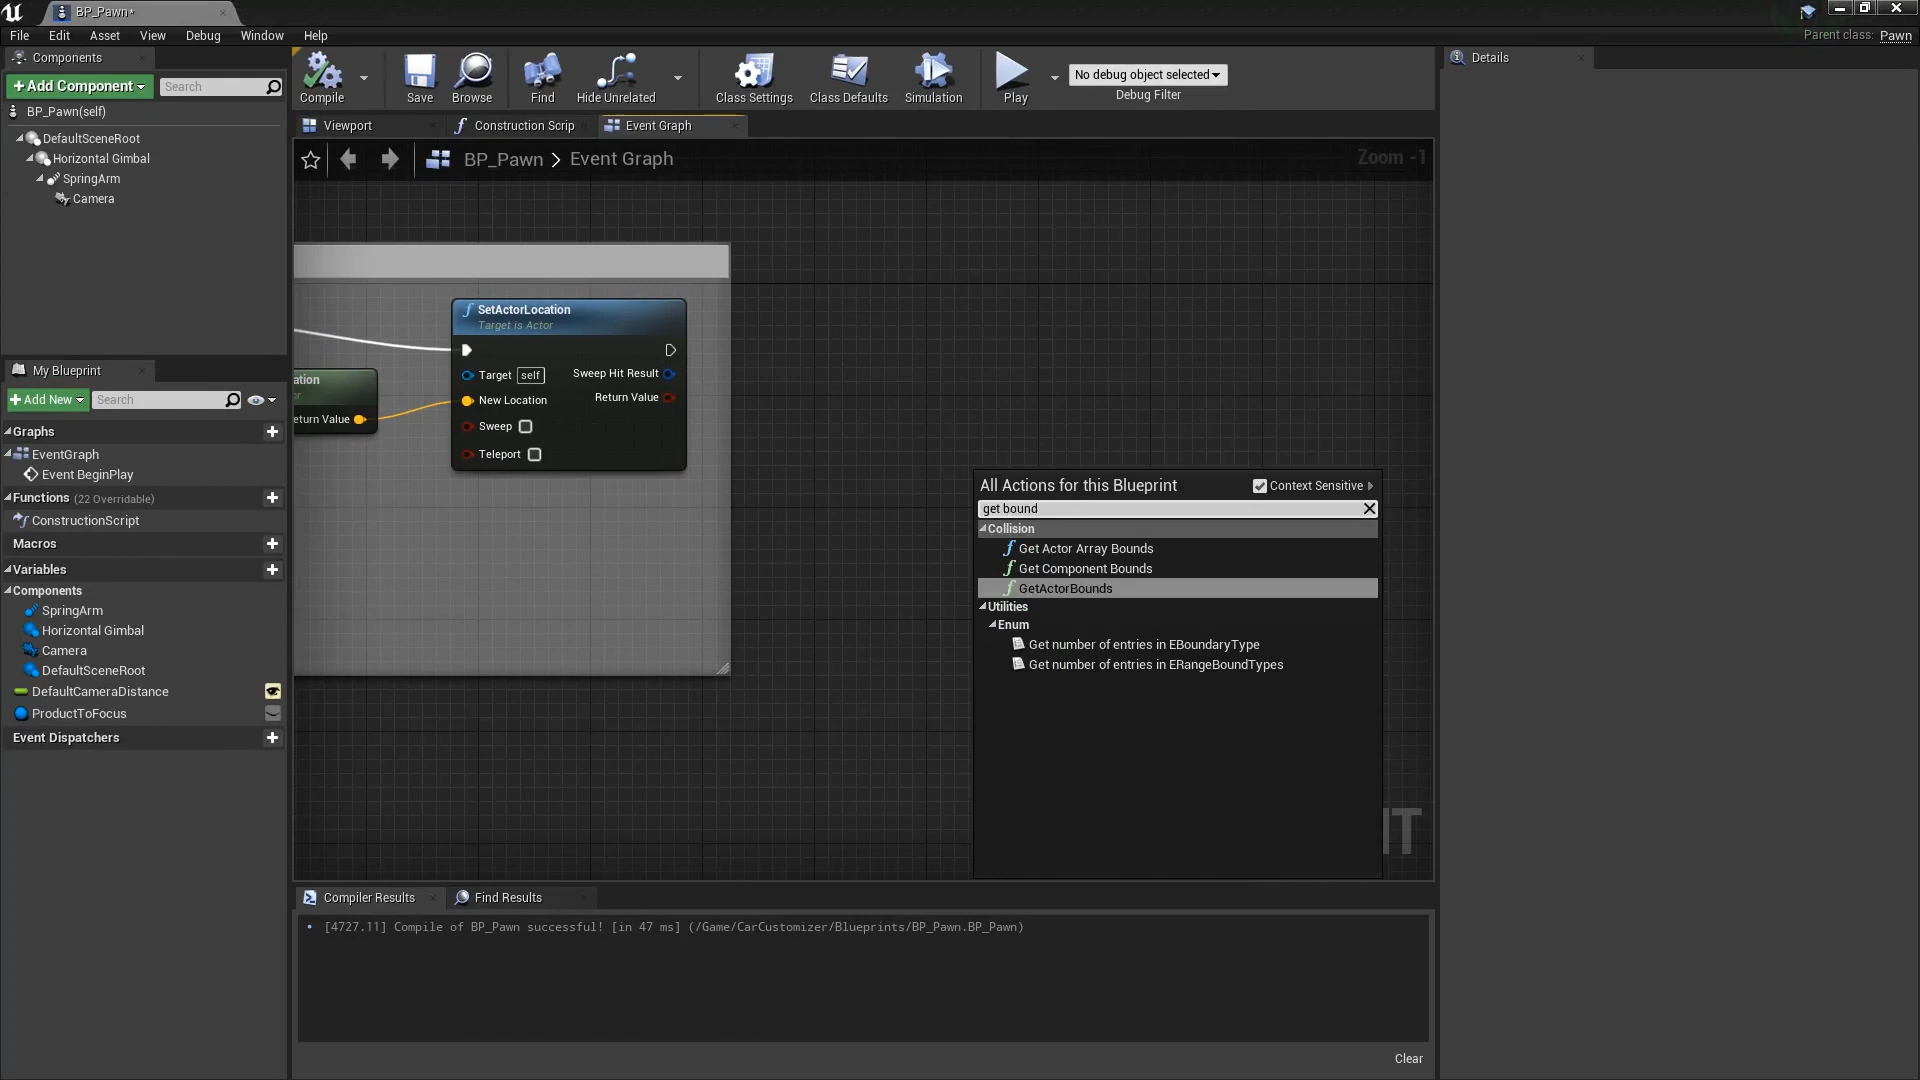 BP_Pawn*
File Edit Asset View Debug Window Help
Parent class: Pawn
Components
+ Add Component
Search
BP_Pawn(self)
DefaultSceneRoot
Horizontal Gimbal
SpringArm
Camera
My Blueprint
+ Add New
Search
Graphs
EventGraph
Event BeginPlay
Functions (22 Overridable)
ConstructionScript
Macros
Variables
Components
SpringArm
Horizontal Gimbal
Camera
DefaultSceneRoot
DefaultCameraDistance
ProductToFocus
Event Dispatchers
Compile
Save
Browse
Find
Hide Unrelated
Class Settings
Class Defaults
Simulation
Play
No debug object selected
Debug Filter
Viewport
Construction Scrip
Event Graph
BP_Pawn > Event Graph
Zoom -1
SetActorLocation
Target is Actor
Target self
Sweep Hit Result
New Location
Return Value
Sweep
Teleport
ation
or
eturn Value
All Actions for this Blueprint
Context Sensitive
get bound
Collision
Get Actor Array Bounds
Get Component Bounds
GetActorBounds
Utilities
Enum
Get number of entries in EBoundaryType
Get number of entries in ERangeBoundTypes
Compiler Results
Find Results
[4727.11] Compile of BP_Pawn successful! [in 47 ms] (/Game/CarCustomizer/Blueprints/BP_Pawn.BP_Pawn)
Clear
Details